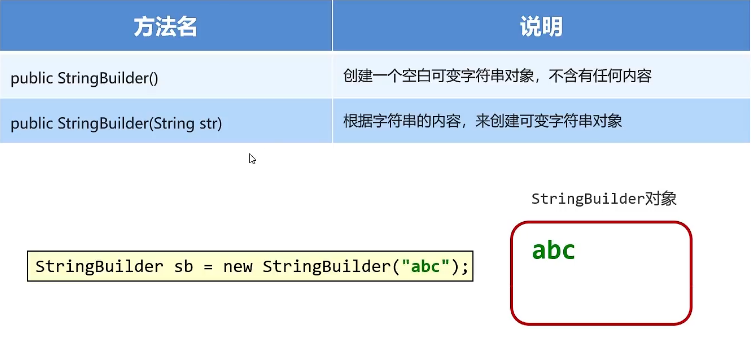 方法名 说明
public StringBuilder() 创建一个空白可变字符串对象，不含有任何内容
public StringBuilder(String str) 根据字符串的内容，来创建可变字符串对象
StringBuilder对象
abc
StringBuilder sb = new StringBuilder("abc");